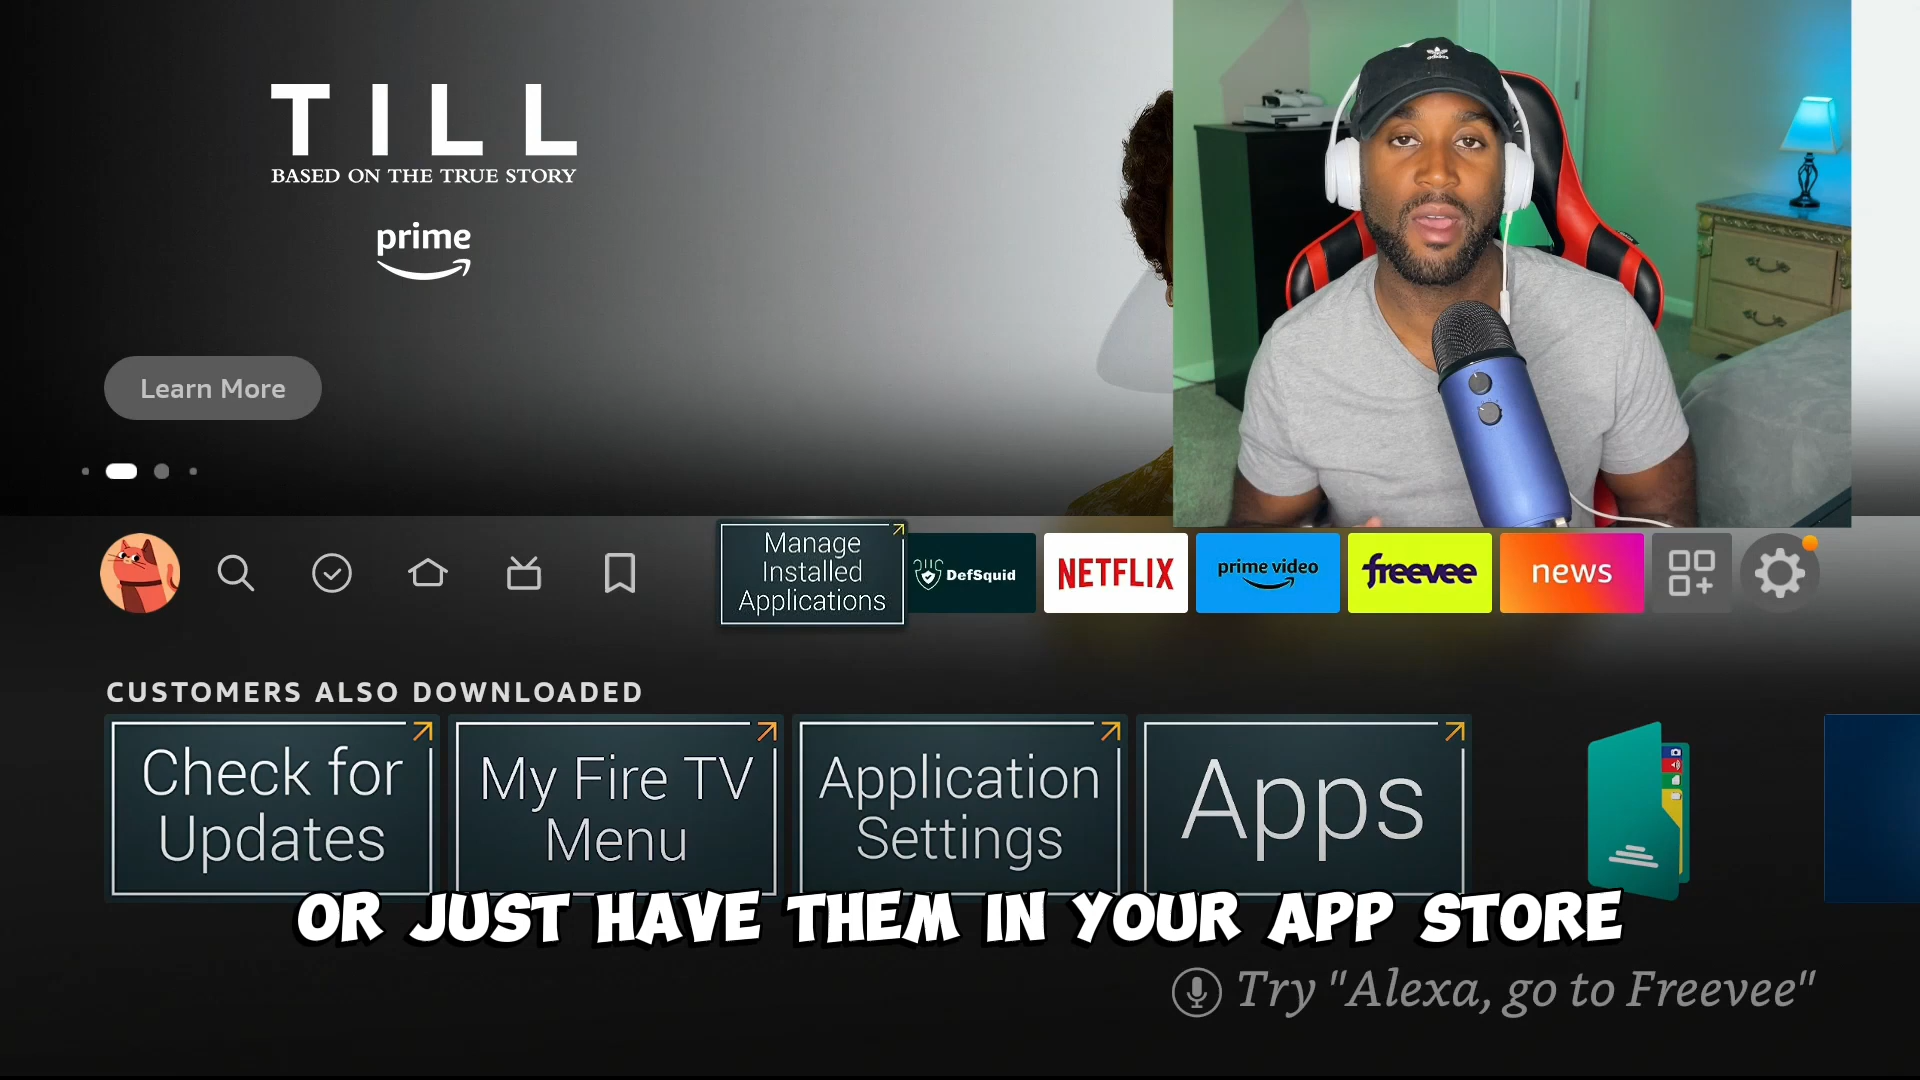 TILL
BASED ON THE TRUE STORY
prime
Learn More
adidas
Manage
Installed
Applications
DefSquid
NETFLIX
prime video
freevee
news
CUSTOMERS ALSO DOWNLOADED
Check for
Updates
My Fire TV
Menu
Application
Settings
Apps
OR JUST HAVE THEM IN YOUR APP STORE
Try "Alexa, go to Freevee"